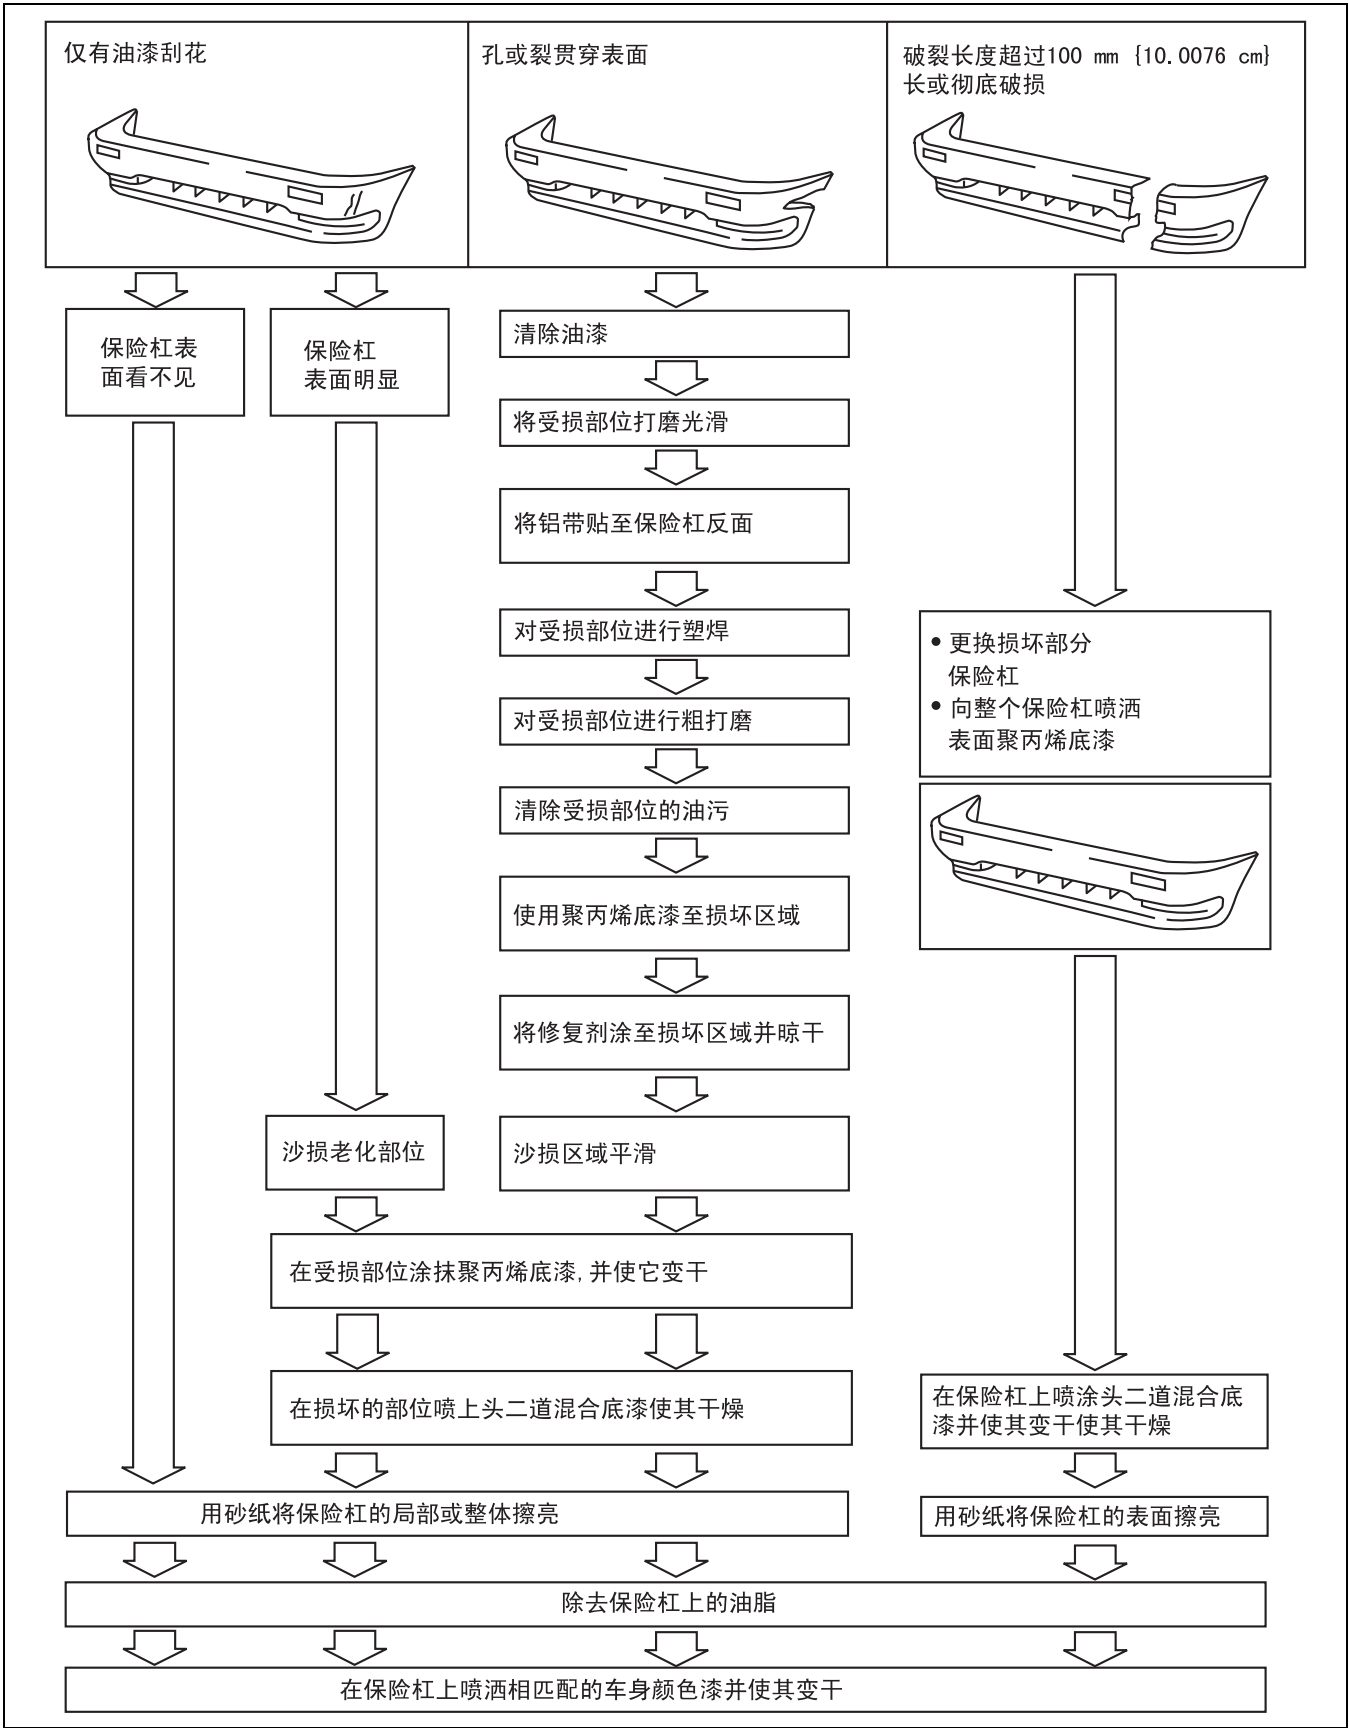 仅有油漆刮花
孔或裂贯穿表面
破裂长度超过100 mm {10.0076 cm}
长或彻底破损
保险杠表
面看不见
保险杠
表面明显
清除油漆
将受损部位打磨光滑
将铝带贴至保险杠反面
对受损部位进行塑焊
对受损部位进行粗打磨
清除受损部位的油污
使用聚丙烯底漆至损坏区域
将修复剂涂至损坏区域并晾干
• 更换损坏部分
保险杠
• 向整个保险杠喷洒
表面聚丙烯底漆
沙损老化部位
沙损区域平滑
在受损部位涂抹聚丙烯底漆,并使它变干
在损坏的部位喷上头二道混合底漆使其干燥
在保险杠上喷涂头二道混合底
漆并使其变干使其干燥
用砂纸将保险杠的局部或整体擦亮
用砂纸将保险杠的表面擦亮
除去保险杠上的油脂
在保险杠上喷洒相匹配的车身颜色漆并使其变干